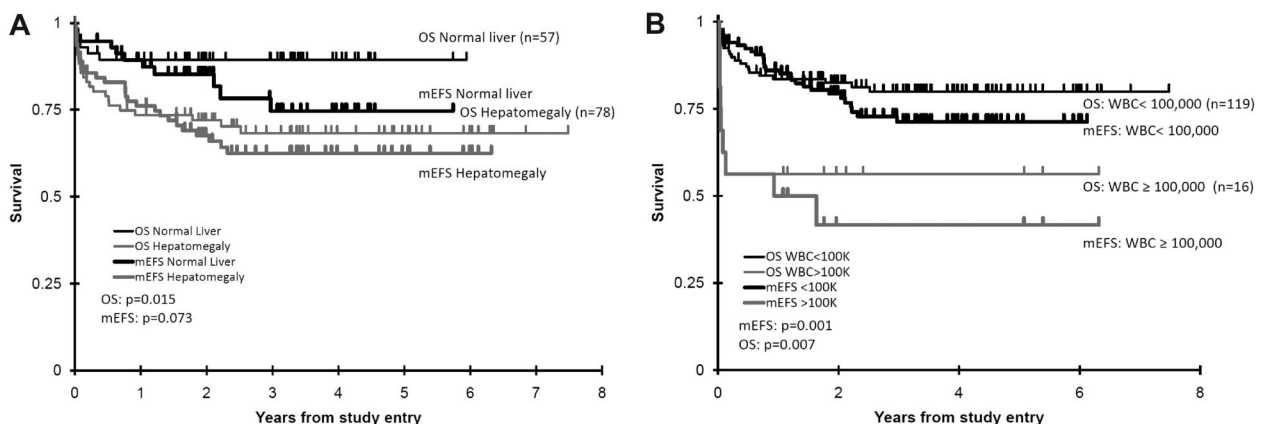 A
1
0.75
0.5
0.25
0
Survival
OS Normal liver (n=57)
mEFS Normal liver
OS Hepatomegaly (n=78)
mEFS Hepatomegaly
OS Normal Liver
OS Hepatomegaly
mEFS Normal Liver
mEFS Hepatomegaly
OS: p=0.015
mEFS: p=0.073
0 1 2 3 4 5 6 7 8
Years from study entry
B
1
0.75
0.5
0.25
0
Survival
OS: WBC< 100,000 (n=119)
mEFS: WBC< 100,000
OS: WBC ≥ 100,000 (n=16)
mEFS: WBC ≥ 100,000
OS WBC<100K
OS WBC>100K
mEFS <100K
mEFS >100K
mEFS: p=0.001
OS: p=0.007
0 2 4 6 8
Years from study entry